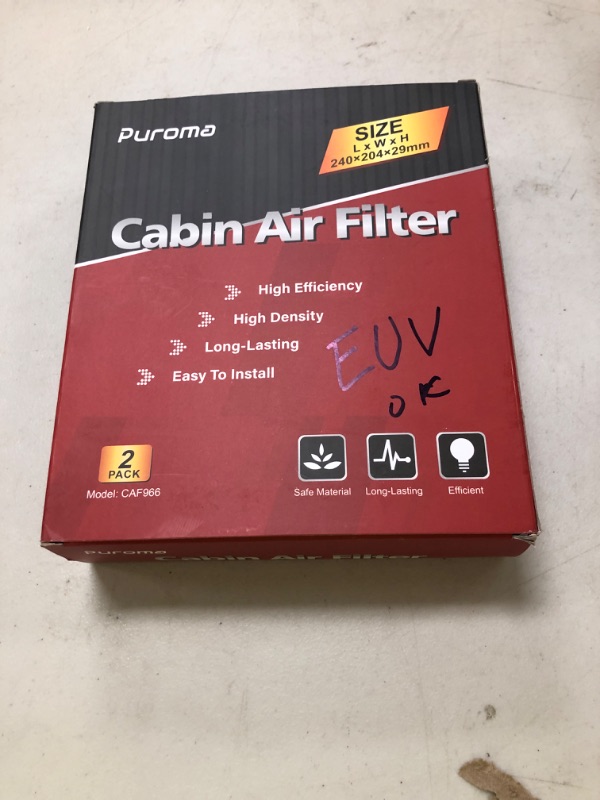 Puroma
SIZE
L x W x H
240×204×29mm
Cabin Air Filter
High Efficiency
High Density
Long-Lasting
Easy To Install
EUV
OK
2
PACK
Model: CAF966
Safe Material
Long-Lasting
Efficient
Puroma
Cabin Air Filter